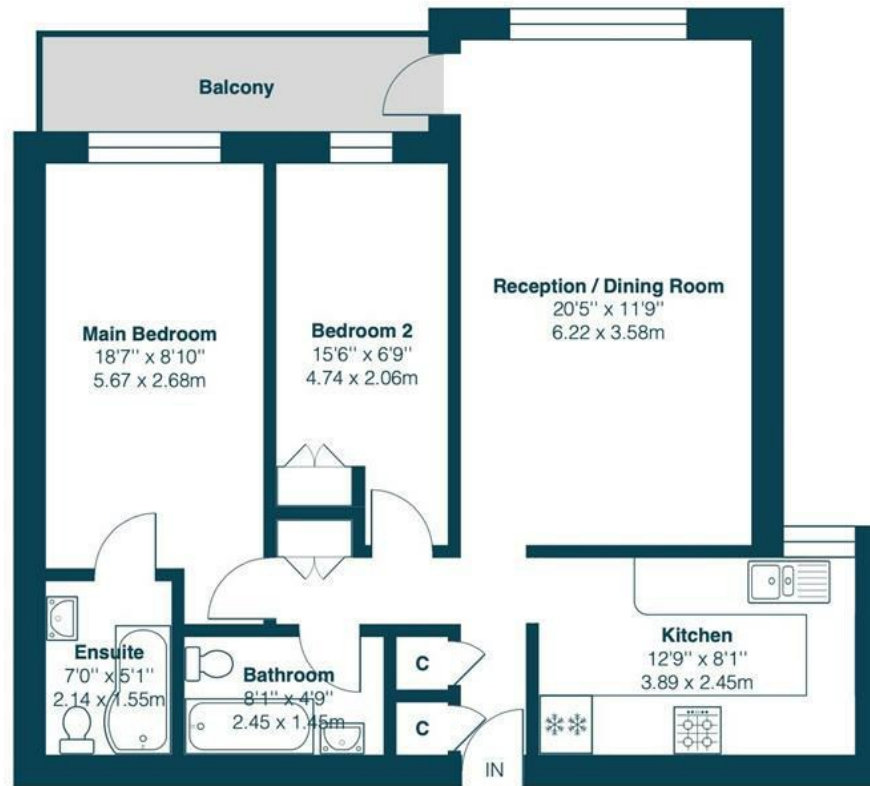 Balcony
Reception / Dining Room
20'5'' x 11'9''
6.22 x 3.58m
Main Bedroom
18'7'' x 8'10''
5.67 x 2.68m
Bedroom 2
15'6'' x 6'9''
4.74 x 2.06m
Ensuite
7'0'' x 5'1''
2.14 x 1.55m
Bathroom
8'1'' x 4'9''
2.45 x 1.45m
C
C
Kitchen
12'9'' x 8'1''
3.89 x 2.45m
IN